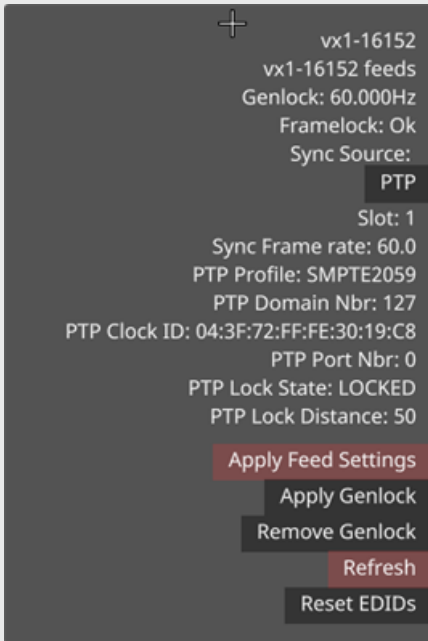 vx1-16152
vx1-16152 feeds
Genlock: 60.000Hz
Framelock: Ok
Sync Source:
PTP
Slot: 1
Sync Frame rate: 60.0
PTP Profile: SMPTE2059
PTP Domain Nbr: 127
PTP Clock ID: 04:3F:72:FF:FE:30:19:C8
PTP Port Nbr: 0
PTP Lock State: LOCKED
PTP Lock Distance: 50
Apply Feed Settings
Apply Genlock
Remove Genlock
Refresh
Reset EDIDs